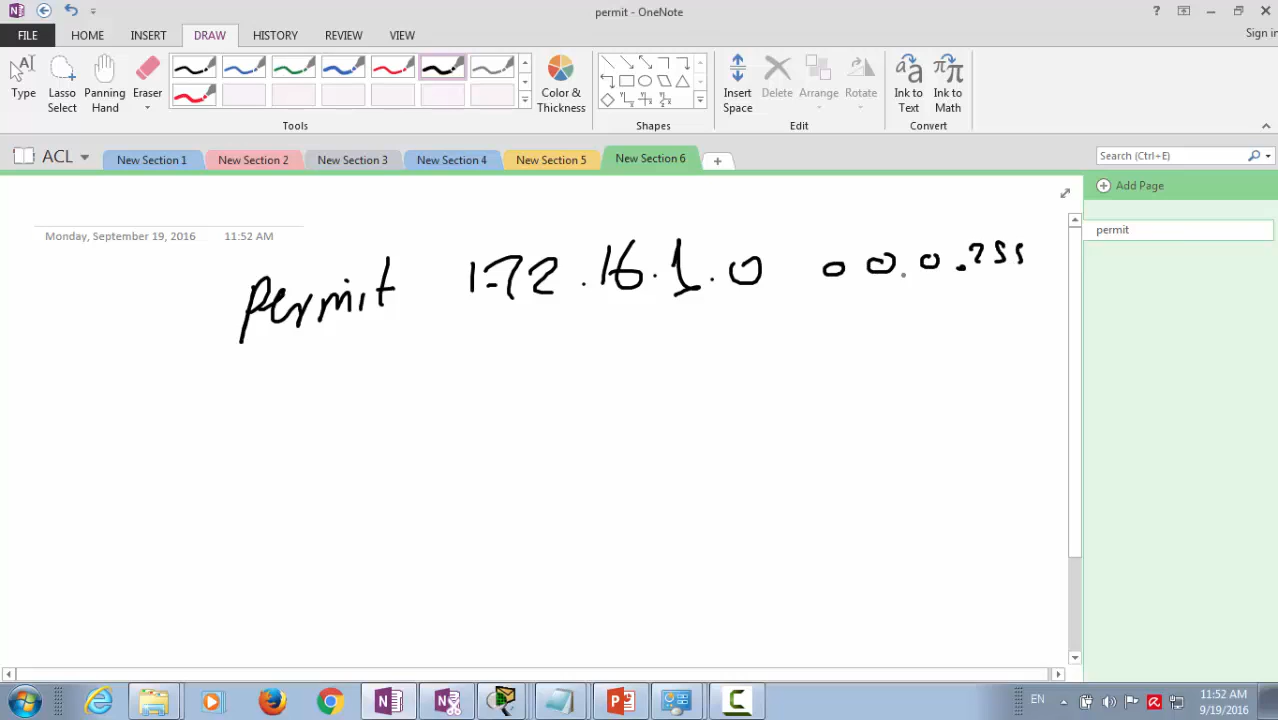 permit - OneNote
?
Sign in
FILE HOME INSERT DRAW HISTORY REVIEW VIEW
Type
Lasso Select
Panning Hand
Eraser
Color & Thickness
Insert Space
Delete
Arrange
Rotate
Ink to Text
Ink to Math
Tools Shapes Edit Convert
ACL New Section 1 New Section 2 New Section 3 New Section 4 New Section 5 New Section 6
Search (Ctrl+E)
Add Page
permit
Monday, September 19, 2016 11:52 AM
permit 172.16.1.0 0 0.0.255
EN
11:52 AM
9/19/2016